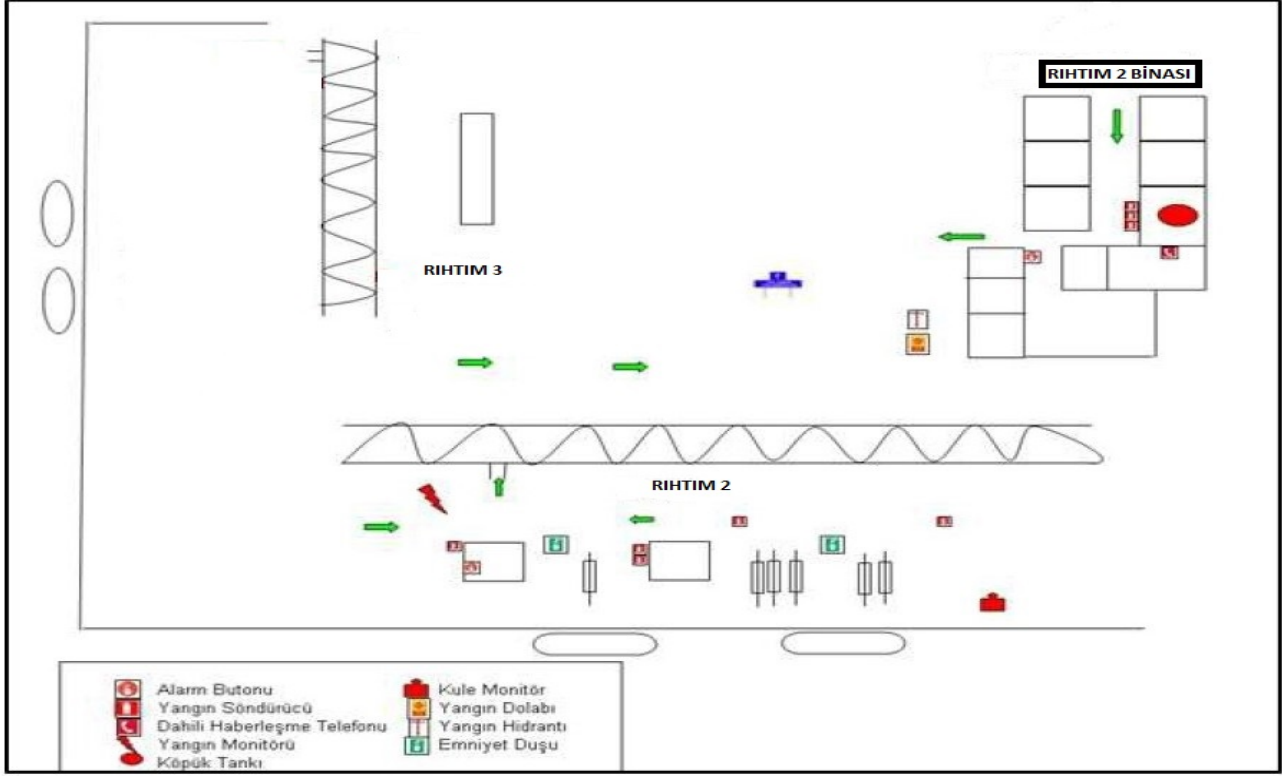 RIHTIM 2 BİNASI
RIHTIM 3
RIHTIM 2
Alarm Butonu
Yangın Söndürücü
Dahili Haberleşme Telefonu
Yangın Monitörü
Köpük Tankı
Kule Monitör
Yangın Dolabı
Yangın Hidrantı
Emniyet Duşu